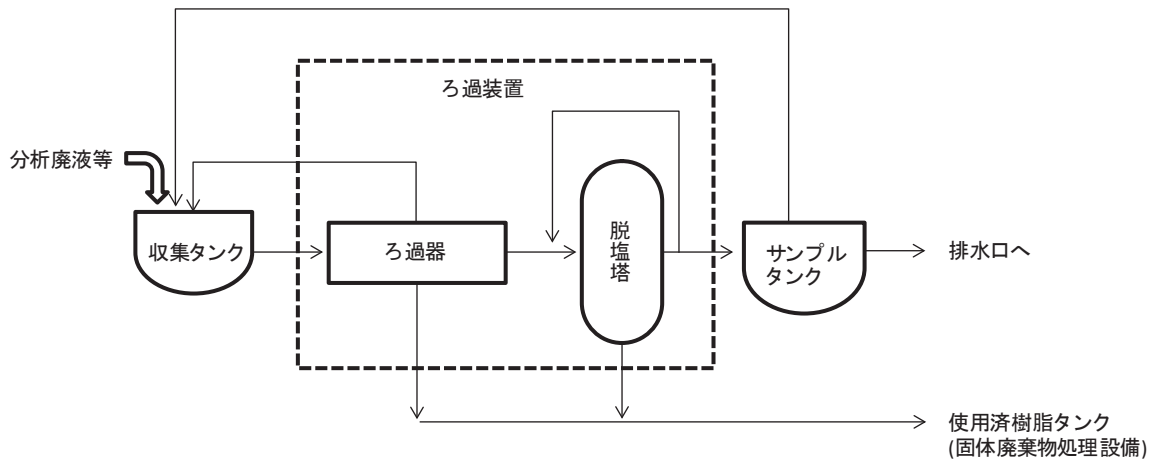 ろ過装置
分析廃液等
収集タンク
ろ過器
脱塩塔
サンプル
タンク
排水口へ
使用済樹脂タンク
(固体廃棄物処理設備)